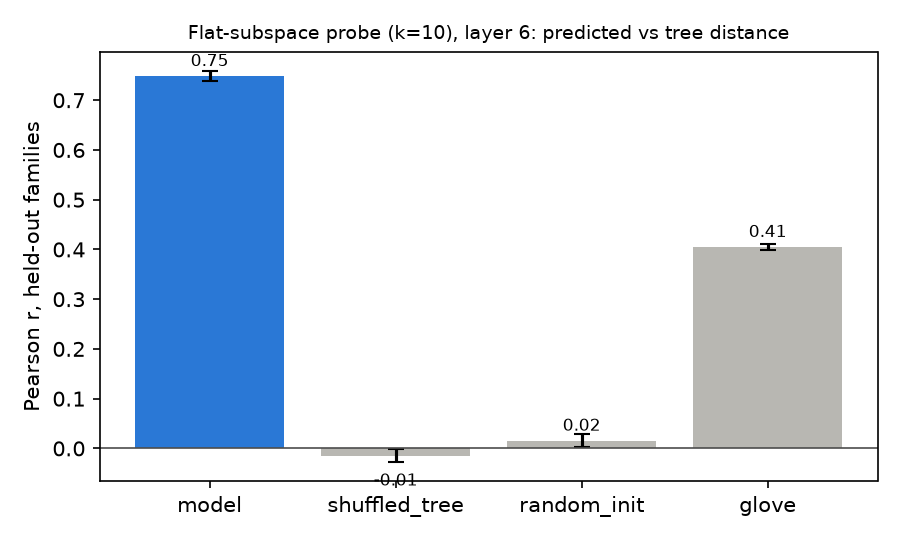 Flat-subspace probe (k=10), layer 6: predicted vs tree distance
Pearson r, held-out families
0.7
0.6
0.5
0.4
0.3
0.2
0.1
0.0
0.75
-0.01
0.02
0.41
model
shuffled_tree
random_init
glove